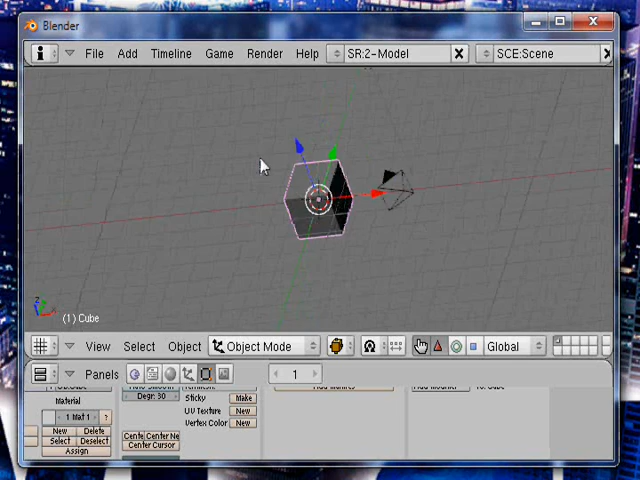 Blender
File Add Timeline Game Render Help SR:2-Model SCE:Scene
(1) Cube
View Select Object Object Mode Global
Panels 1
Degr: 30
Material
Sticky Make
1 Mat 1 ?
UV Texture New
New Delete
Vertex Color New
Select Deselect
Cente Center Ne
Assign
Center Cursor